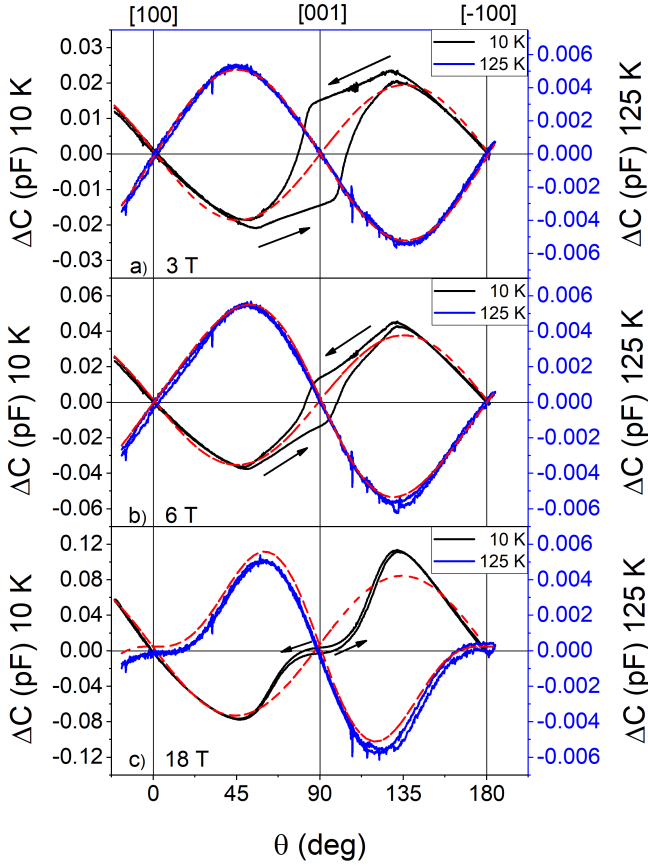 [100] [001] [-100]
0.03
0.02
0.01
0.00
-0.01
-0.02
-0.03
ΔC (pF) 10 K
10 K
125 K
0.006
0.004
0.002
0.000
-0.002
-0.004
-0.006
ΔC (pF) 125 K
a) 3 T
0.06
0.04
0.02
0.00
-0.02
-0.04
-0.06
ΔC (pF) 10 K
10 K
125 K
0.006
0.004
0.002
0.000
-0.002
-0.004
-0.006
ΔC (pF) 125 K
b) 6 T
0.12
0.08
0.04
0.00
-0.04
-0.08
-0.12
ΔC (pF) 10 K
10 K
125 K
0.006
0.004
0.002
0.000
-0.002
-0.004
-0.006
ΔC (pF) 125 K
c) 18 T
0 45 90 135 180
θ (deg)